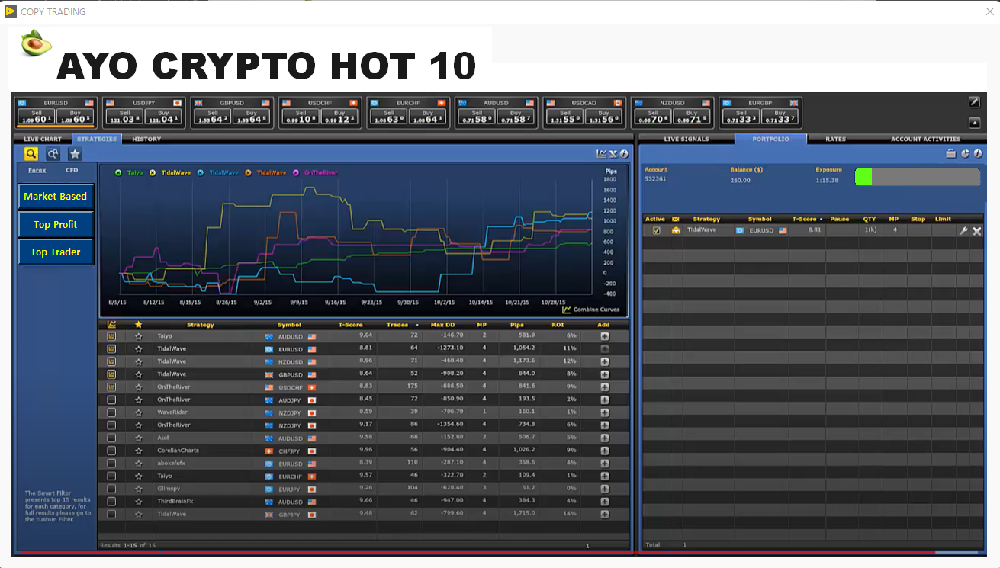 COPY TRADING
AYO CRYPTO HOT 10
EURUSD USDJPY GBPUSD USDCHF EURCHF AUDUSD USDCAD NZDUSD EURGBP
Sell Buy Sell Buy Sell Buy Sell Buy Sell Buy Sell Buy Sell Buy Sell Buy Sell Buy
1.09 60 1 1.09 60 5 121.03 8 121.04 1 1.53 64 2 1.53 64 5 0.99 10 9 0.99 12 2 1.08 63 0 1.08 64 1 0.71 58 0 0.71 58 7 1.31 55 0 1.31 56 0 0.66 70 6 0.66 71 5 0.71 33 3 0.71 33 7
LIVE CHART STRATEGIES HISTORY
Forex CFD
Market Based
Top Profit
Top Trader
The Smart Filter
presents top 15 results
for each category, for
full results please go to
the custom Filter.
Taiyo TidalWave TidalWave TidalWave OnTheRiver
Pips
1800
1600
1400
1200
1000
800
600
400
200
0
-200
-400
8/5/15 8/12/15 8/19/15 8/26/15 9/2/15 9/9/15 9/16/15 9/23/15 9/30/15 10/7/15 10/14/15 10/21/15 10/28/15
Combine Curves
Strategy Symbol T-Score Trades Max DD MP Pips ROI Add
Taiyo AUDUSD 9.04 72 -146.70 2 581.9 6%
TidalWave EURUSD 8.81 64 -1273.10 4 1,054.2 11%
TidalWave NZDUSD 8.96 71 -460.40 4 1,173.6 12%
TidalWave GBPUSD 8.64 52 -908.20 4 844.0 8%
OnTheRiver USDCHF 8.83 175 -886.50 4 841.6 9%
OnTheRiver AUDJPY 8.45 72 -850.90 4 193.5 2%
WaveRider NZDJPY 8.59 39 -706.70 1 160.1 1%
OnTheRiver NZDJPY 9.17 86 -1354.60 4 734.8 6%
Atol AUDUSD 9.58 68 -152.80 2 506.7 5%
CorelianCharts CHFJPY 9.96 56 -904.40 4 1,026.2 9%
abokefofx EURUSD 8.39 110 -287.10 4 358.6 4%
Taiyo EURCHF 9.57 46 -322.70 2 109.4 1%
Glimspy EURJPY 9.26 104 -628.40 3 51.2 0%
ThirdBrainFx AUDUSD 9.66 46 -947.00 4 384.3 4%
TidalWave GBPJPY 9.48 62 -799.60 4 1,715.0 14%
Results 1-15 of 15 1
LIVE SIGNALS PORTFOLIO RATES ACCOUNT ACTIVITIES
Account Balance ($) Exposure
532361 260.00 1:15.38
Active Strategy Symbol T-Score Pause QTY MP Stop Limit
TidalWave EURUSD 8.81 1(k) 4
Total 1